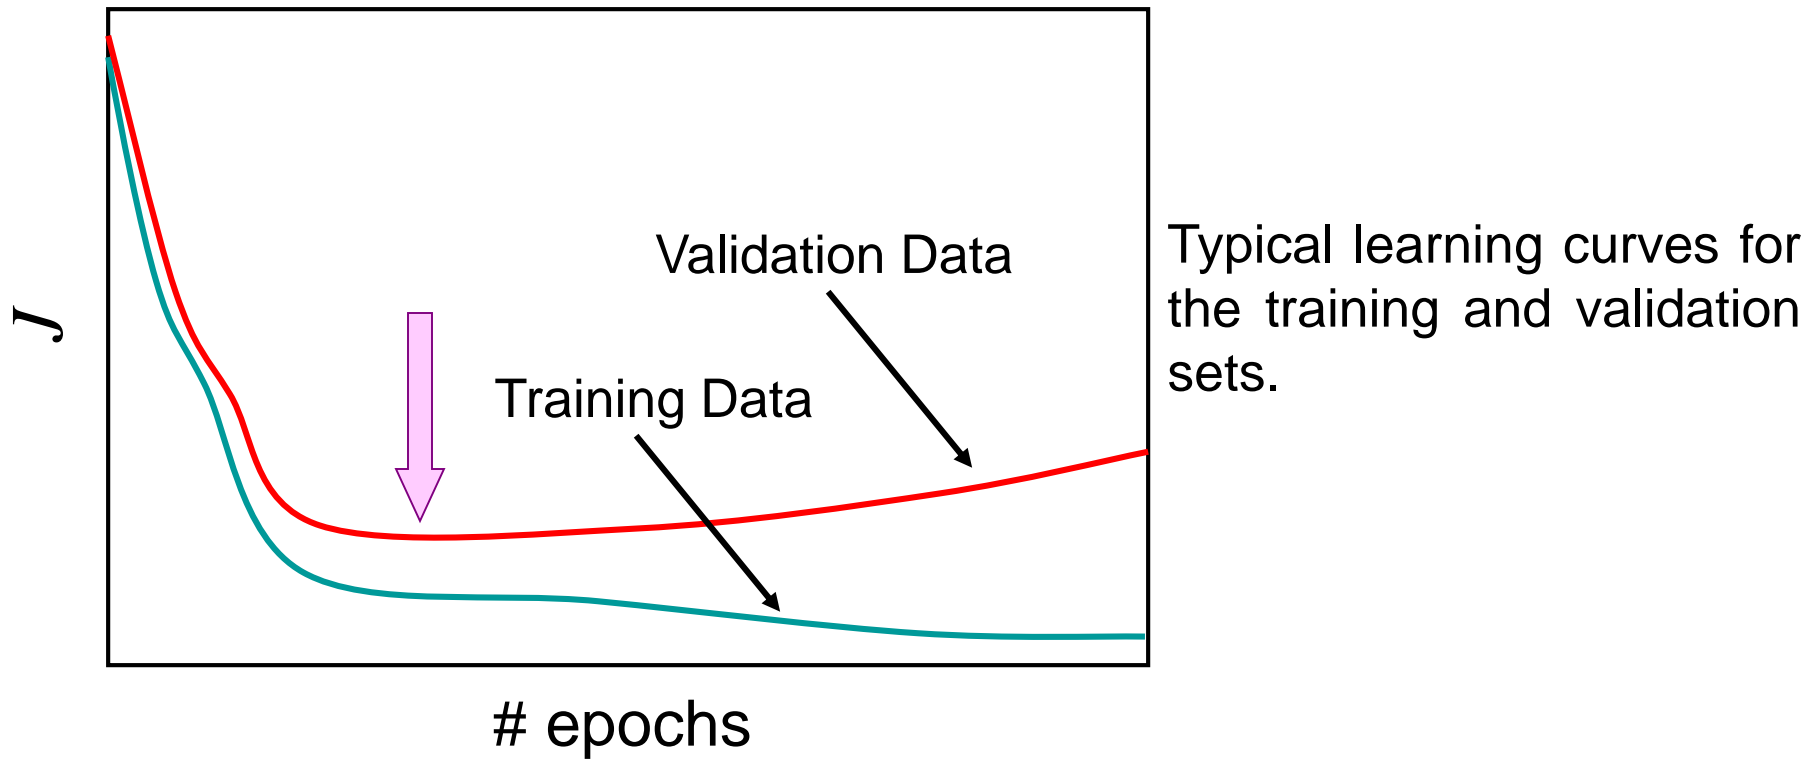 J
Validation Data
Training Data
# epochs
Typical learning curves for
the training and validation
sets.